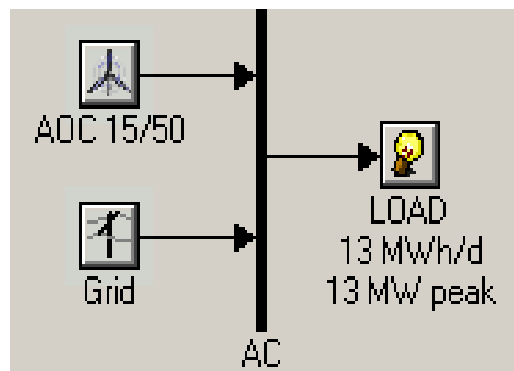 AOC 15/50
Grid
LOAD
13 MWh/d
13 MW peak
AC